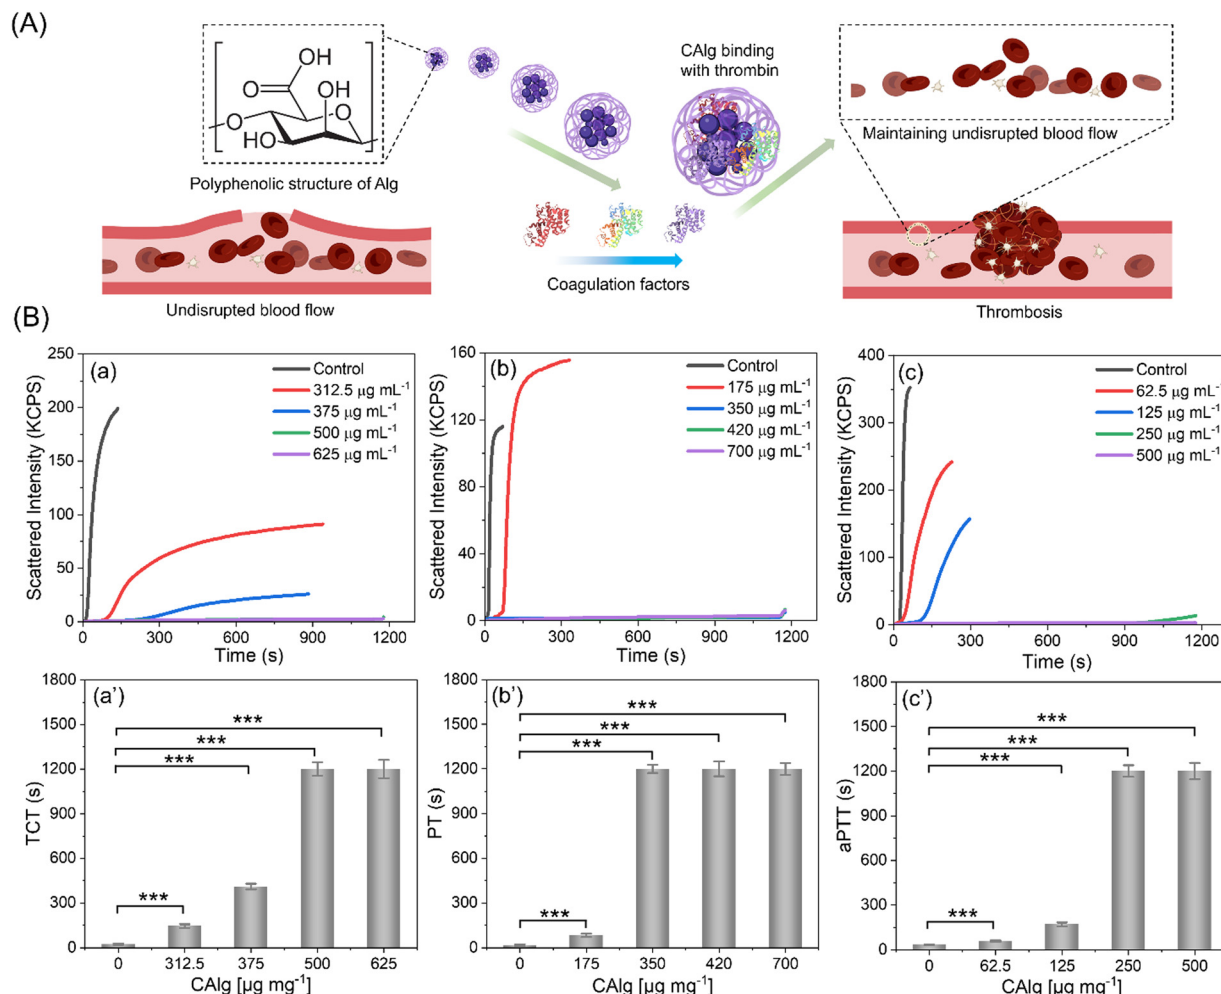 (A)
O
OH
OH
O
HO
HO
O
Polyphenolic structure of Alg
CAlg binding
with thrombin
Maintaining undisrupted blood flow
Undisrupted blood flow
Coagulation factors
Thrombosis
(B)
(a)
Control
312.5 μg mL⁻¹
375 μg mL⁻¹
500 μg mL⁻¹
625 μg mL⁻¹
Scattered Intensity (KCPS)
250
200
150
100
50
0
0 300 600 900 1200
Time (s)
(b)
Control
175 μg mL⁻¹
350 μg mL⁻¹
420 μg mL⁻¹
700 μg mL⁻¹
Scattered Intensity (KCPS)
160
120
80
40
0
0 300 600 900 1200
Time (s)
(c)
Control
62.5 μg mL⁻¹
125 μg mL⁻¹
250 μg mL⁻¹
500 μg mL⁻¹
Scattered Intensity (KCPS)
400
300
200
100
0
0 300 600 900 1200
Time (s)
(a')
***
***
***
***
TCT (s)
1800
1500
1200
900
600
300
0
0 312.5 375 500 625
CAlg [μg mg⁻¹]
(b')
***
***
***
***
PT (s)
1800
1500
1200
900
600
300
0
0 175 350 420 700
CAlg [μg mg⁻¹]
(c')
***
***
***
***
aPTT (s)
1800
1500
1200
900
600
300
0
0 62.5 125 250 500
CAlg [μg mg⁻¹]